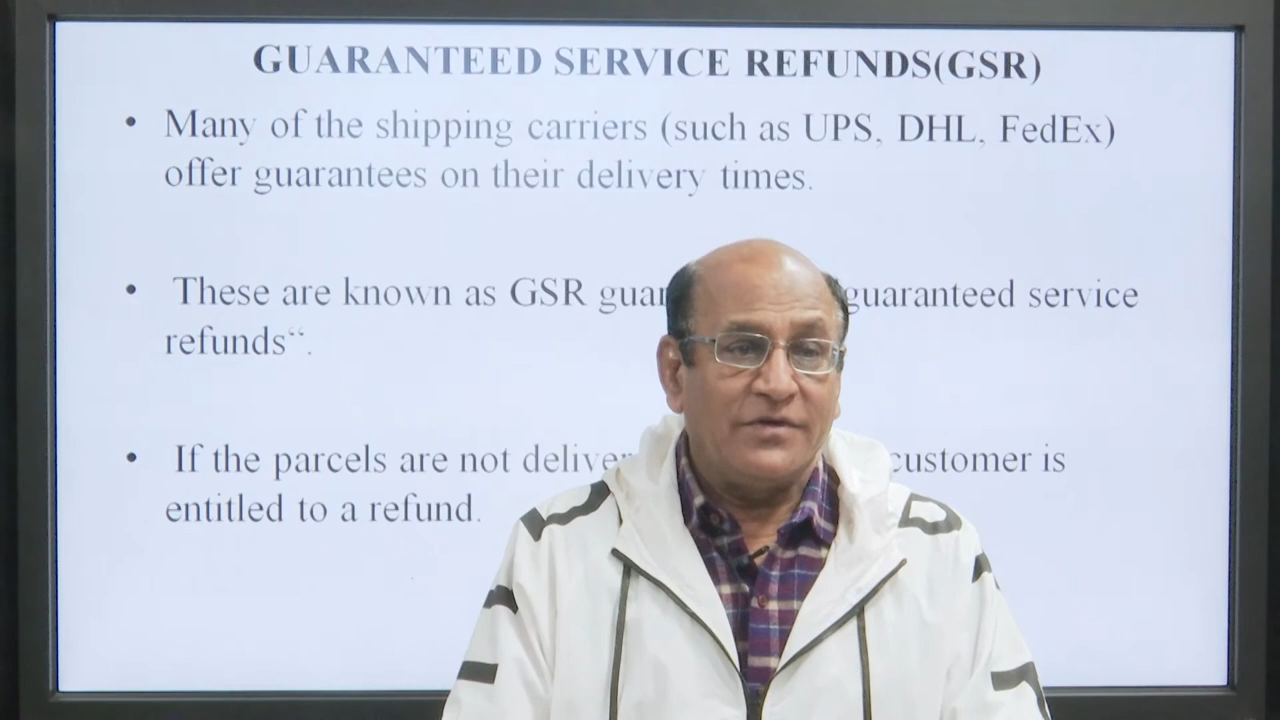 GUARANTEED SERVICE REFUNDS(GSR)
• Many of the shipping carriers (such as UPS, DHL, FedEx)
offer guarantees on their delivery times.
• These are known as GSR guaranteed service
refunds“.
• If the parcels are not customer is
entitled to a refund.